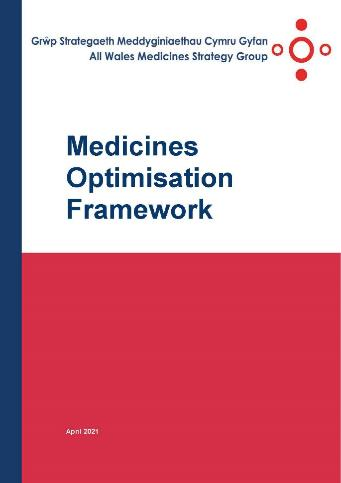 Grŵp Strategaeth Meddyginiaethau Cymru Gyfan
All Wales Medicines Strategy Group
Medicines
Optimisation
Framework
April 2021